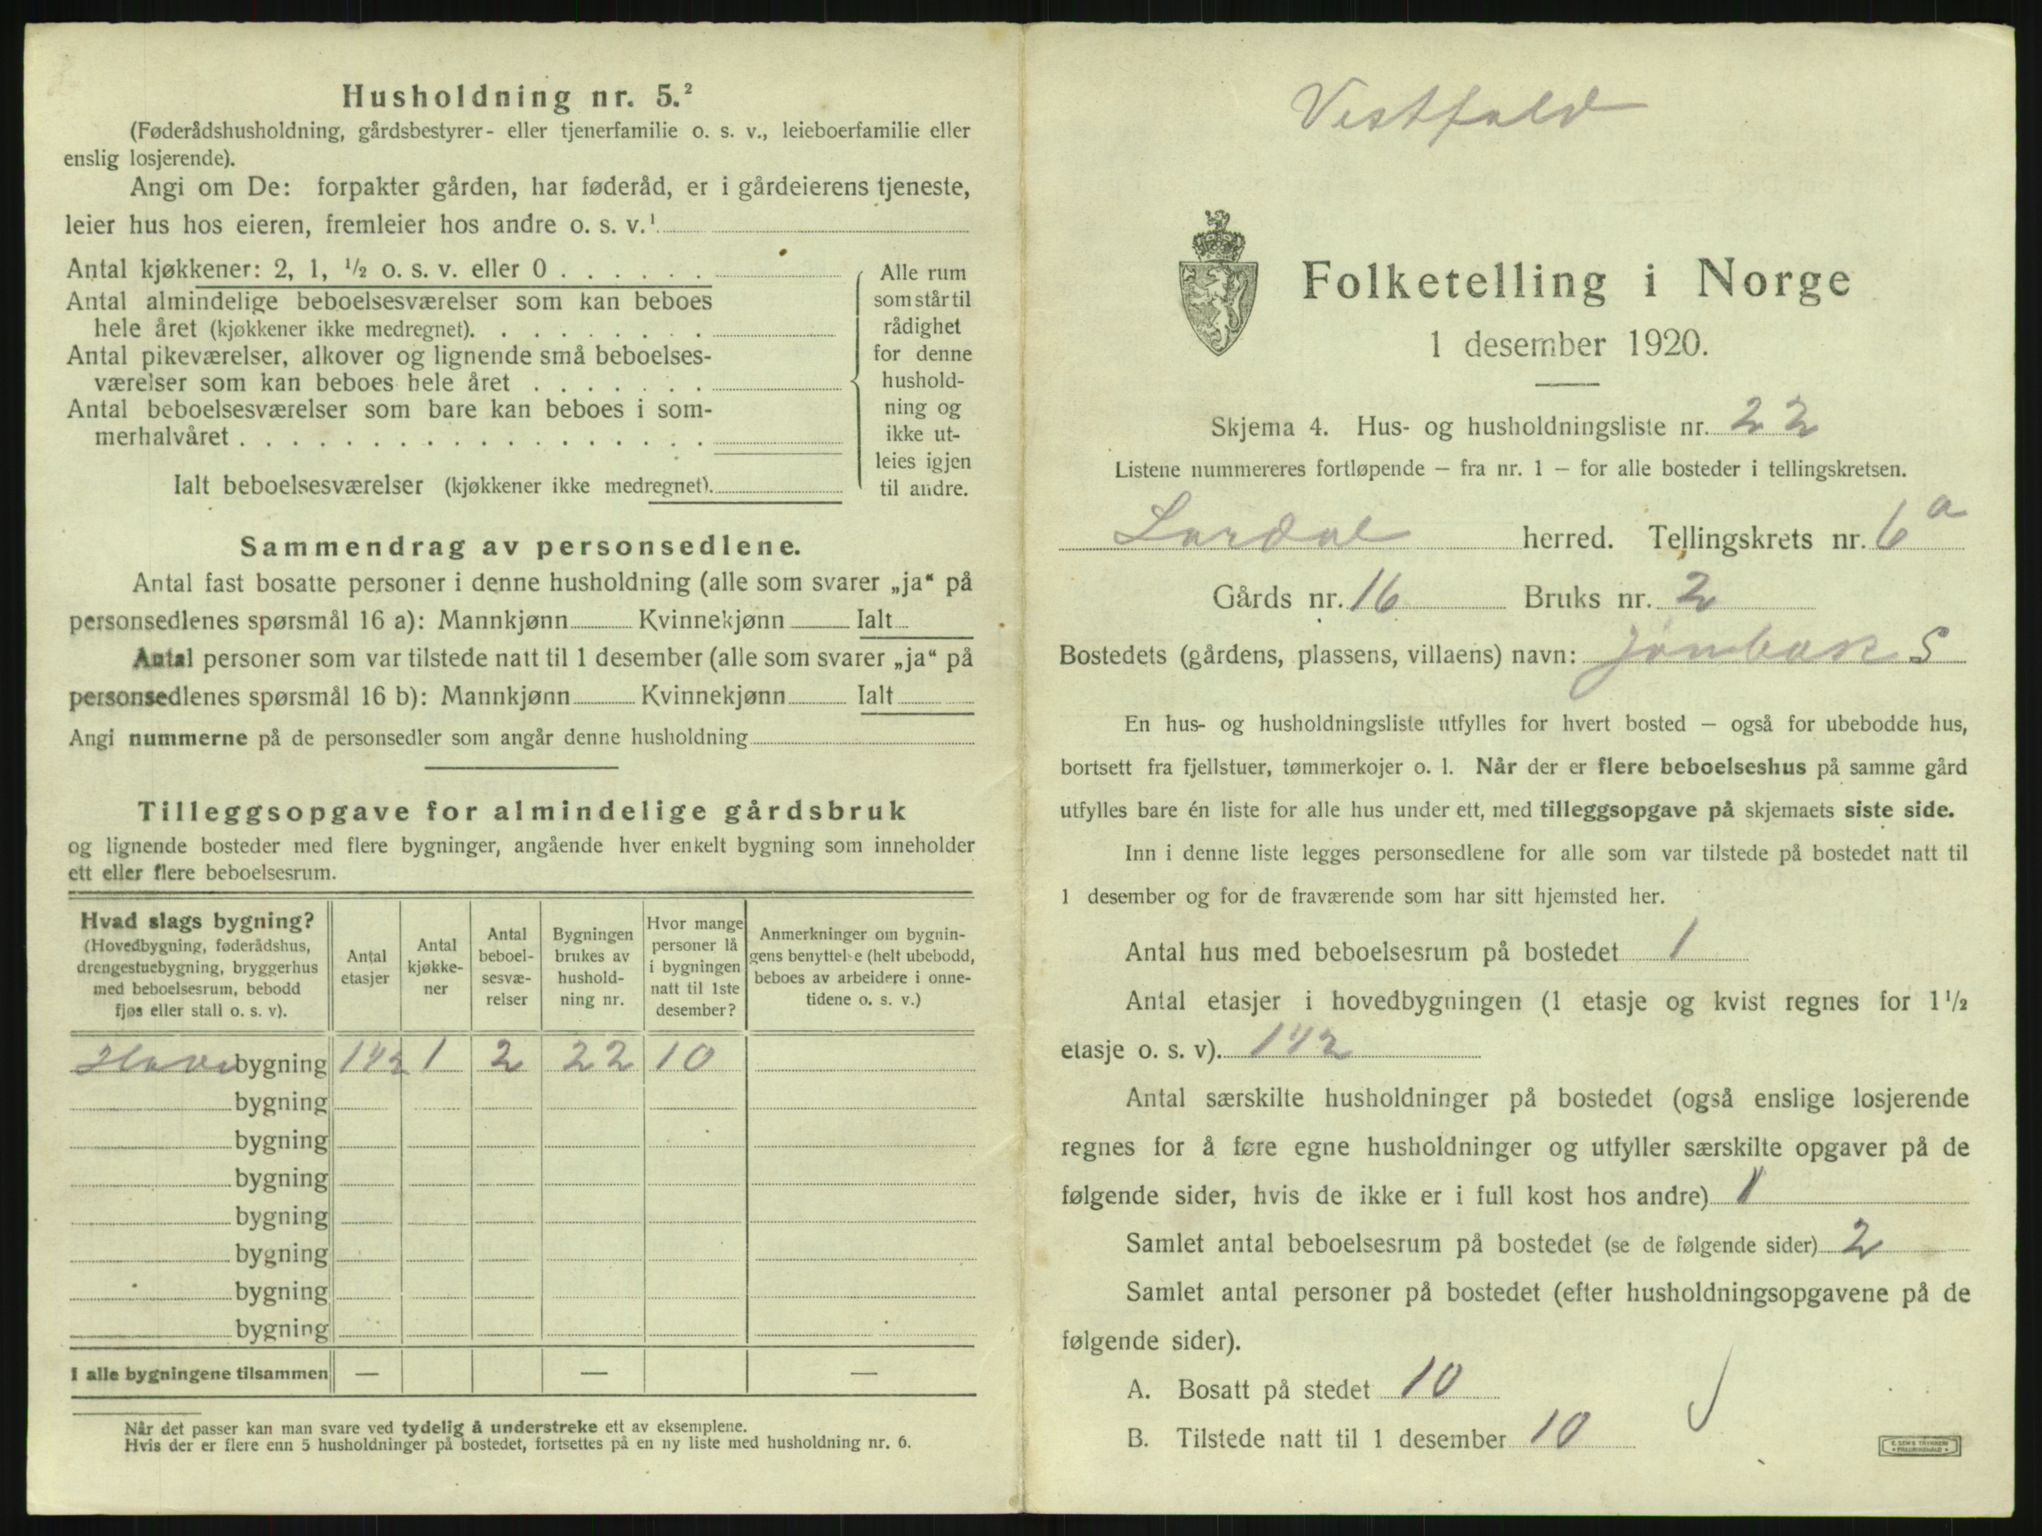 Husholdning nr. 5.²
(Føderådshusholdning, gårdsbestyrer- eller tjenerfamilie o. s. v., leieboerfamilie eller
enslig losjerende).
Angi om De: forpakter gården, har føderåd, er i gårdeierens tjeneste,
leier hus hos eieren, fremleier hos andre o. s. v.¹
Antal kjøkkener: 2, 1, ½ o. s. v. eller 0 . . . . . .
Antal almindelige beboelsesværelser som kan beboes
hele året (kjøkkener ikke medregnet). . . . . . . . .
Antal pikeværelser, alkover og lignende små beboelses-
værelser som kan beboes hele året . . . . . . .
Antal beboelsesværelser som bare kan beboes i som-
merhalvåret . . . . . . . . . . . . . . . . . .
Ialt beboelsesværelser (kjøkkener ikke medregnet).
Alle rum
som står til
rådighet
for denne
hushold-
ning og
ikke ut-
leies igjen
til andre.
Sammendrag av personsedlene.
Antal fast bosatte personer i denne husholdning (alle som svarer „ja“ på
personsedlenes spørsmål 16 a): Mannkjønn Kvinnekjønn Ialt
Antal personer som var tilstede natt til 1 desember (alle som svarer „ja“ på
personsedlenes spørsmål 16 b): Mannkjønn Kvinnekjønn Ialt
Angi nummerne på de personsedler som angår denne husholdning
Tilleggsopgave for almindelige gårdsbruk
og lignende bosteder med flere bygninger, angående hver enkelt bygning som inneholder
ett eller flere beboelsesrum.
Hvad slags bygning?
(Hovedbygning, føderådshus,
drengestuebygning, bryggerhus
med beboelsesrum, bebodd
fjøs eller stall o. s. v).
Antal
etasjer
Antal
kjøkke-
ner
Antal
beboel-
sesvæ-
relser
Bygningen
brukes av
hushold-
ning nr.
Hvor mange
personer lå
i bygningen
natt til 1ste
desember?
Anmerkninger om bygnin-
gens benyttelse (helt ubebodd,
beboes av arbeidere i onne-
tidene o. s. v.)
Hoved bygning 1 1/2 1 2 22 10
bygning
bygning
bygning
bygning
bygning
bygning
bygning
I alle bygningene tilsammen — — —
Når det passer kan man svare ved tydelig å understreke ett av eksemplene.
Hvis der er flere enn 5 husholdninger på bostedet, fortsettes på en ny liste med husholdning nr. 6.
Vestfold
Folketelling i Norge
1 desember 1920.
Skjema 4. Hus- og husholdningsliste nr. 22
Listene nummereres fortløpende — fra nr. 1 — for alle bosteder i tellingskretsen.
Lardal herred. Tellingskrets nr. 6 a
Gårds nr. 16 Bruks nr. 2
Bostedets (gårdens, plassens, villaens) navn: Jønbak S
En hus- og husholdningsliste utfylles for hvert bosted — også for ubebodde hus,
bortsett fra fjellstuer, tømmerkojer o. l. Når der er flere beboelseshus på samme gård
utfylles bare én liste for alle hus under ett, med tilleggsopgave på skjemaets siste side.
Inn i denne liste legges personsedlene for alle som var tilstede på bostedet natt til
1 desember og for de fraværende som har sitt hjemsted her.
Antal hus med beboelsesrum på bostedet 1
Antal etasjer i hovedbygningen (1 etasje og kvist regnes for 1½
etasje o. s. v). 1 1/2
Antal særskilte husholdninger på bostedet (også enslige losjerende
regnes for å føre egne husholdninger og utfyller særskilte opgaver på de
følgende sider, hvis de ikke er i full kost hos andre) 1
Samlet antal beboelsesrum på bostedet (se de følgende sider) 2
Samlet antal personer på bostedet (efter husholdningsopgavene på de
følgende sider).
A. Bosatt på stedet 10
B. Tilstede natt til 1 desember 10